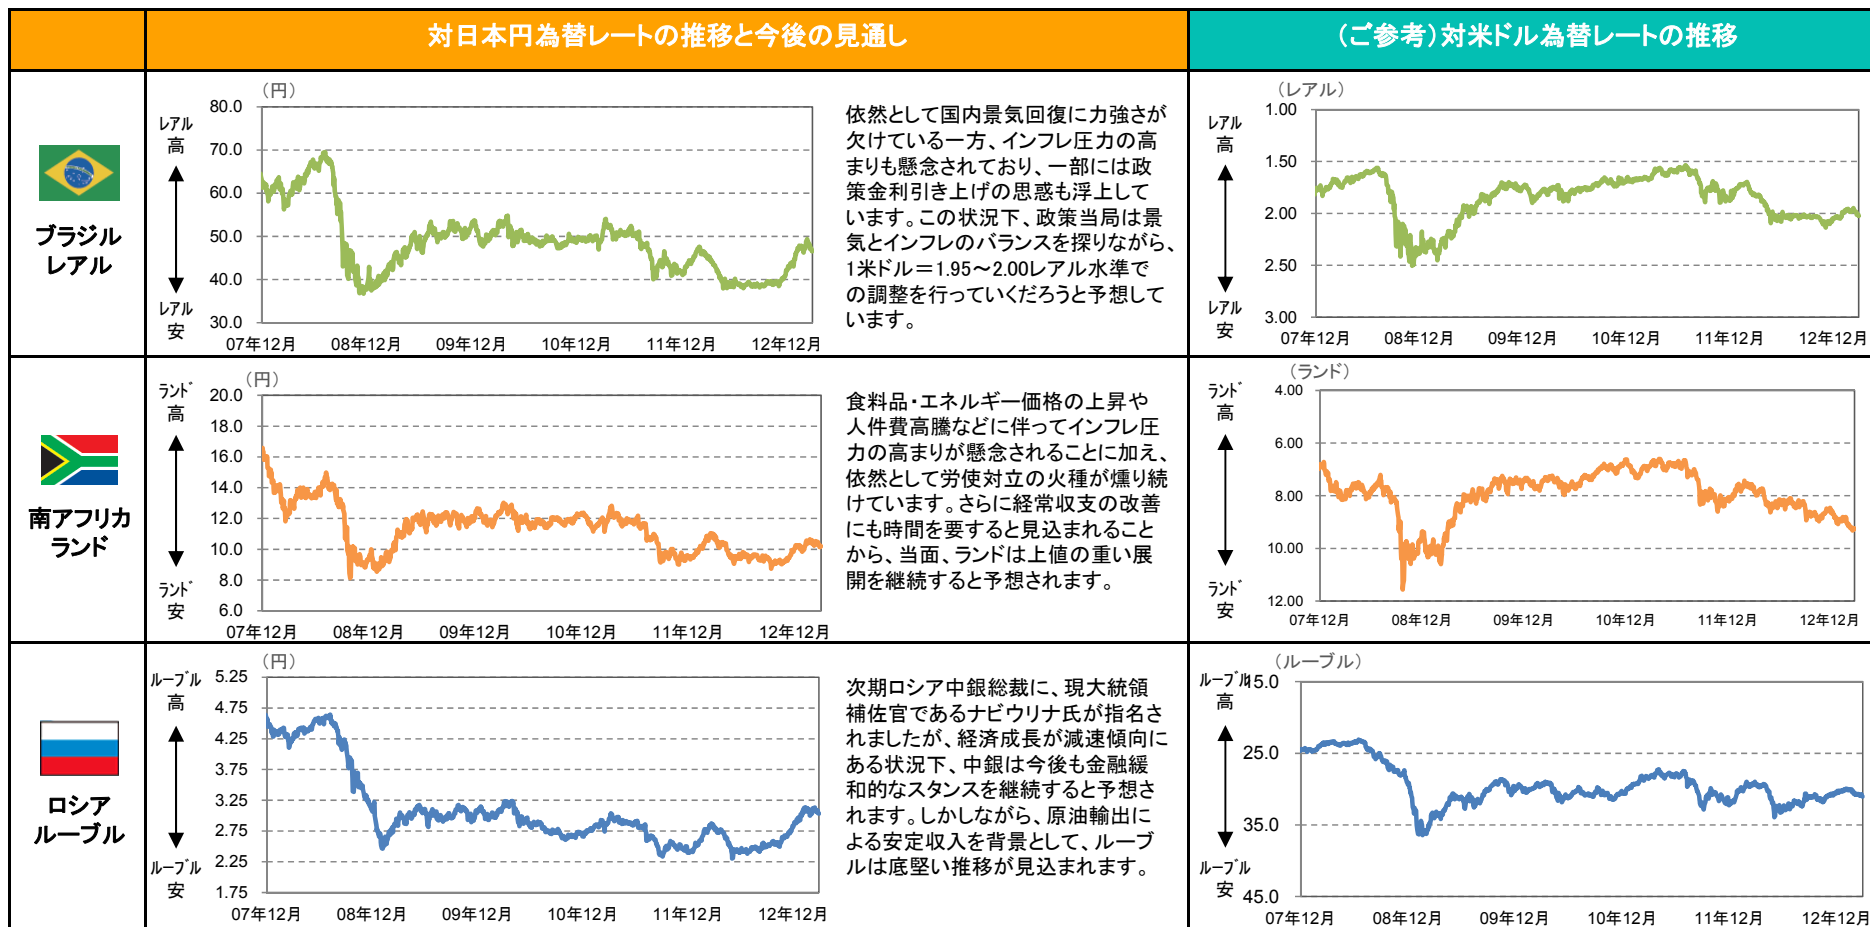 対日本円為替レートの推移と今後の見通し
（ご参考）対米ドル為替レートの推移
ブラジル
レアル
（円）
レアル
高
レアル
安
80.0
70.0
60.0
50.0
40.0
30.0
07年12月 08年12月 09年12月 10年12月 11年12月 12年12月
依然として国内景気回復に力強さが
欠けている一方、インフレ圧力の高
まりも懸念されており、一部には政
策金利引き上げの思惑も浮上して
います。この状況下、政策当局は景
気とインフレのバランスを探りながら、
1米ドル＝1.95～2.00レアル水準で
の調整を行っていくだろうと予想して
います。
（レアル）
レアル
高
レアル
安
1.00
1.50
2.00
2.50
3.00
07年12月 08年12月 09年12月 10年12月 11年12月 12年12月
南アフリカ
ランド
（円）
ランド
高
ランド
安
20.0
18.0
16.0
14.0
12.0
10.0
8.0
6.0
07年12月 08年12月 09年12月 10年12月 11年12月 12年12月
食料品・エネルギー価格の上昇や
人件費高騰などに伴ってインフレ圧
力の高まりが懸念されることに加え、
依然として労使対立の火種が燻り続
けています。さらに経常収支の改善
にも時間を要すると見込まれること
から、当面、ランドは上値の重い展
開を継続すると予想されます。
（ランド）
ランド
高
ランド
安
4.00
6.00
8.00
10.00
12.00
07年12月 08年12月 09年12月 10年12月 11年12月 12年12月
ロシア
ルーブル
（円）
ルーブル
高
ルーブル
安
5.25
4.75
4.25
3.75
3.25
2.75
2.25
1.75
07年12月 08年12月 09年12月 10年12月 11年12月 12年12月
次期ロシア中銀総裁に、現大統領
補佐官であるナビウリナ氏が指名さ
れましたが、経済成長が減速傾向に
ある状況下、中銀は今後も金融緩
和的なスタンスを継続すると予想さ
れます。しかしながら、原油輸出に
よる安定収入を背景として、ルーブ
ルは底堅い推移が見込まれます。
（ルーブル）
ルーブル
高
ルーブル
安
15.0
25.0
35.0
45.0
07年12月 08年12月 09年12月 10年12月 11年12月 12年12月